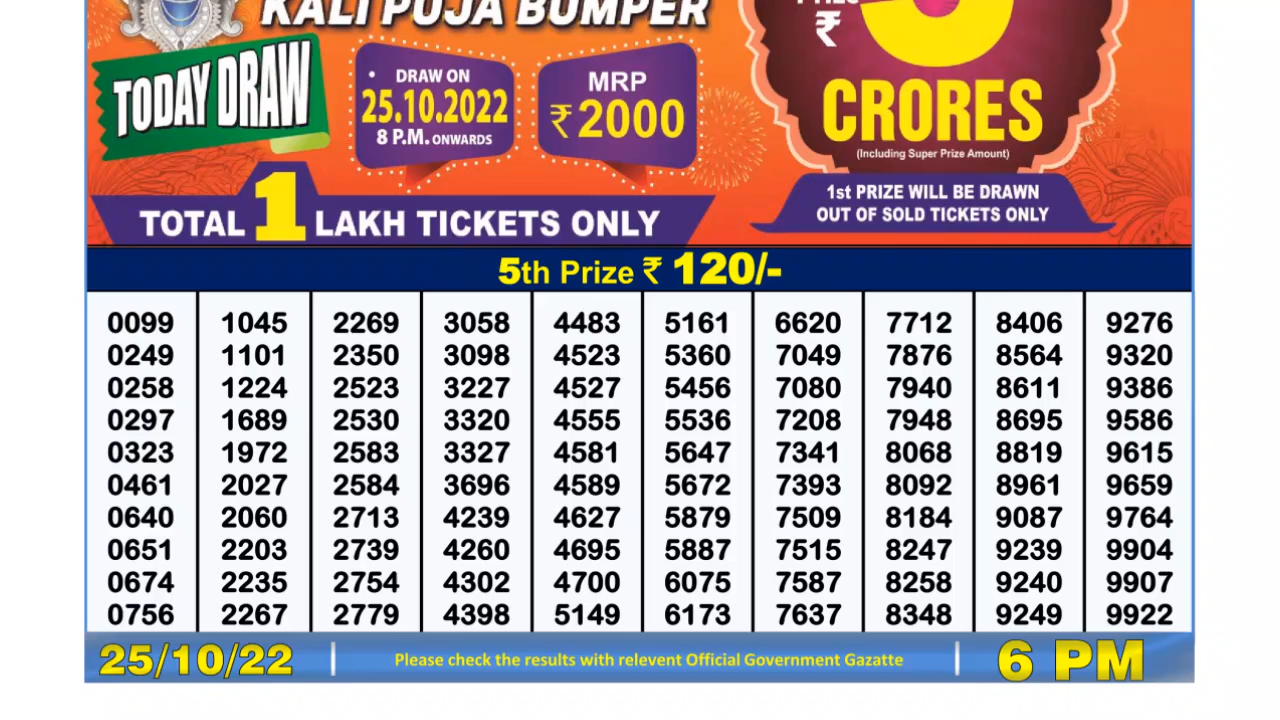 KALI PUJA BUMPER
TODAY DRAW
• DRAW ON
25.10.2022
8 P.M. ONWARDS
MRP
₹2000
₹
CRORES
(Including Super Prize Amount)
1st PRIZE WILL BE DRAWN
OUT OF SOLD TICKETS ONLY
TOTAL 1 LAKH TICKETS ONLY
5th Prize ₹ 120/-
0099 1045 2269 3058 4483 5161 6620 7712 8406 9276
0249 1101 2350 3098 4523 5360 7049 7876 8564 9320
0258 1224 2523 3227 4527 5456 7080 7940 8611 9386
0297 1689 2530 3320 4555 5536 7208 7948 8695 9586
0323 1972 2583 3327 4581 5647 7341 8068 8819 9615
0461 2027 2584 3696 4589 5672 7393 8092 8961 9659
0640 2060 2713 4239 4627 5879 7509 8184 9087 9764
0651 2203 2739 4260 4695 5887 7515 8247 9239 9904
0674 2235 2754 4302 4700 6075 7587 8258 9240 9907
0756 2267 2779 4398 5149 6173 7637 8348 9249 9922
25/10/22 | Please check the results with relevent Official Government Gazatte | 6 PM